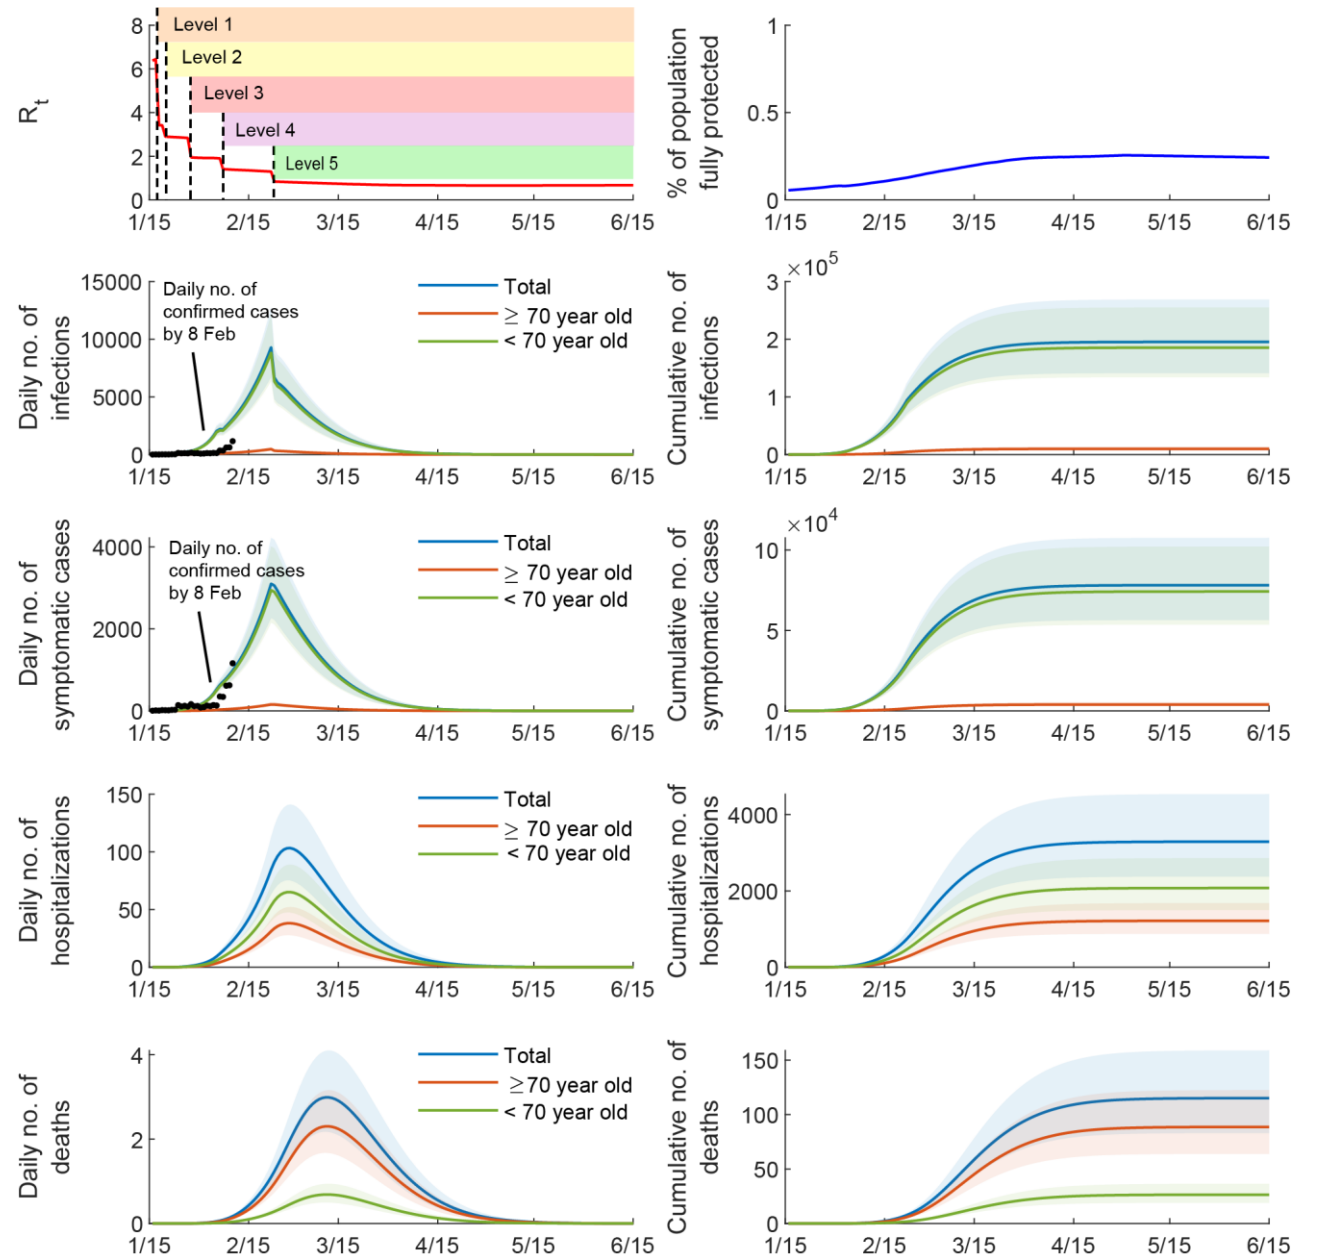 R_t
8
6
4
2
0
Level 1
Level 2
Level 3
Level 4
Level 5
1/15 2/15 3/15 4/15 5/15 6/15
% of population
fully protected
1
0.5
0
1/15 2/15 3/15 4/15 5/15 6/15
Daily no. of
infections
15000
10000
5000
0
Daily no. of
confirmed cases
by 8 Feb
Total
≥ 70 year old
< 70 year old
1/15 2/15 3/15 4/15 5/15 6/15
Cumulative no. of
infections
×10^5
3
2
1
0
1/15 2/15 3/15 4/15 5/15 6/15
Daily no. of
symptomatic cases
4000
2000
0
Daily no. of
confirmed cases
by 8 Feb
Total
≥ 70 year old
< 70 year old
1/15 2/15 3/15 4/15 5/15 6/15
Cumulative no. of
symptomatic cases
×10^4
10
5
0
1/15 2/15 3/15 4/15 5/15 6/15
Daily no. of
hospitalizations
150
100
50
0
Total
≥ 70 year old
< 70 year old
1/15 2/15 3/15 4/15 5/15 6/15
Cumulative no. of
hospitalizations
4000
2000
0
1/15 2/15 3/15 4/15 5/15 6/15
Daily no. of
deaths
4
2
0
Total
≥70 year old
< 70 year old
1/15 2/15 3/15 4/15 5/15 6/15
Cumulative no. of
deaths
150
100
50
0
1/15 2/15 3/15 4/15 5/15 6/15